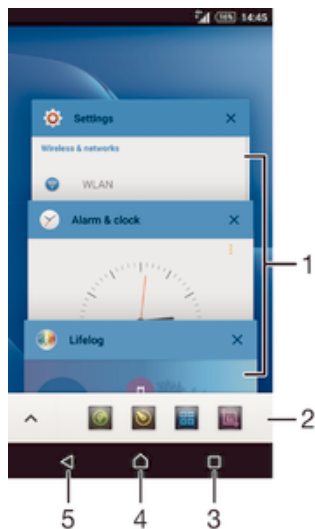 14:45
Settings
Wireless & networks
WLAN
Alarm & clock
Lifelog
1
2
5
4
3